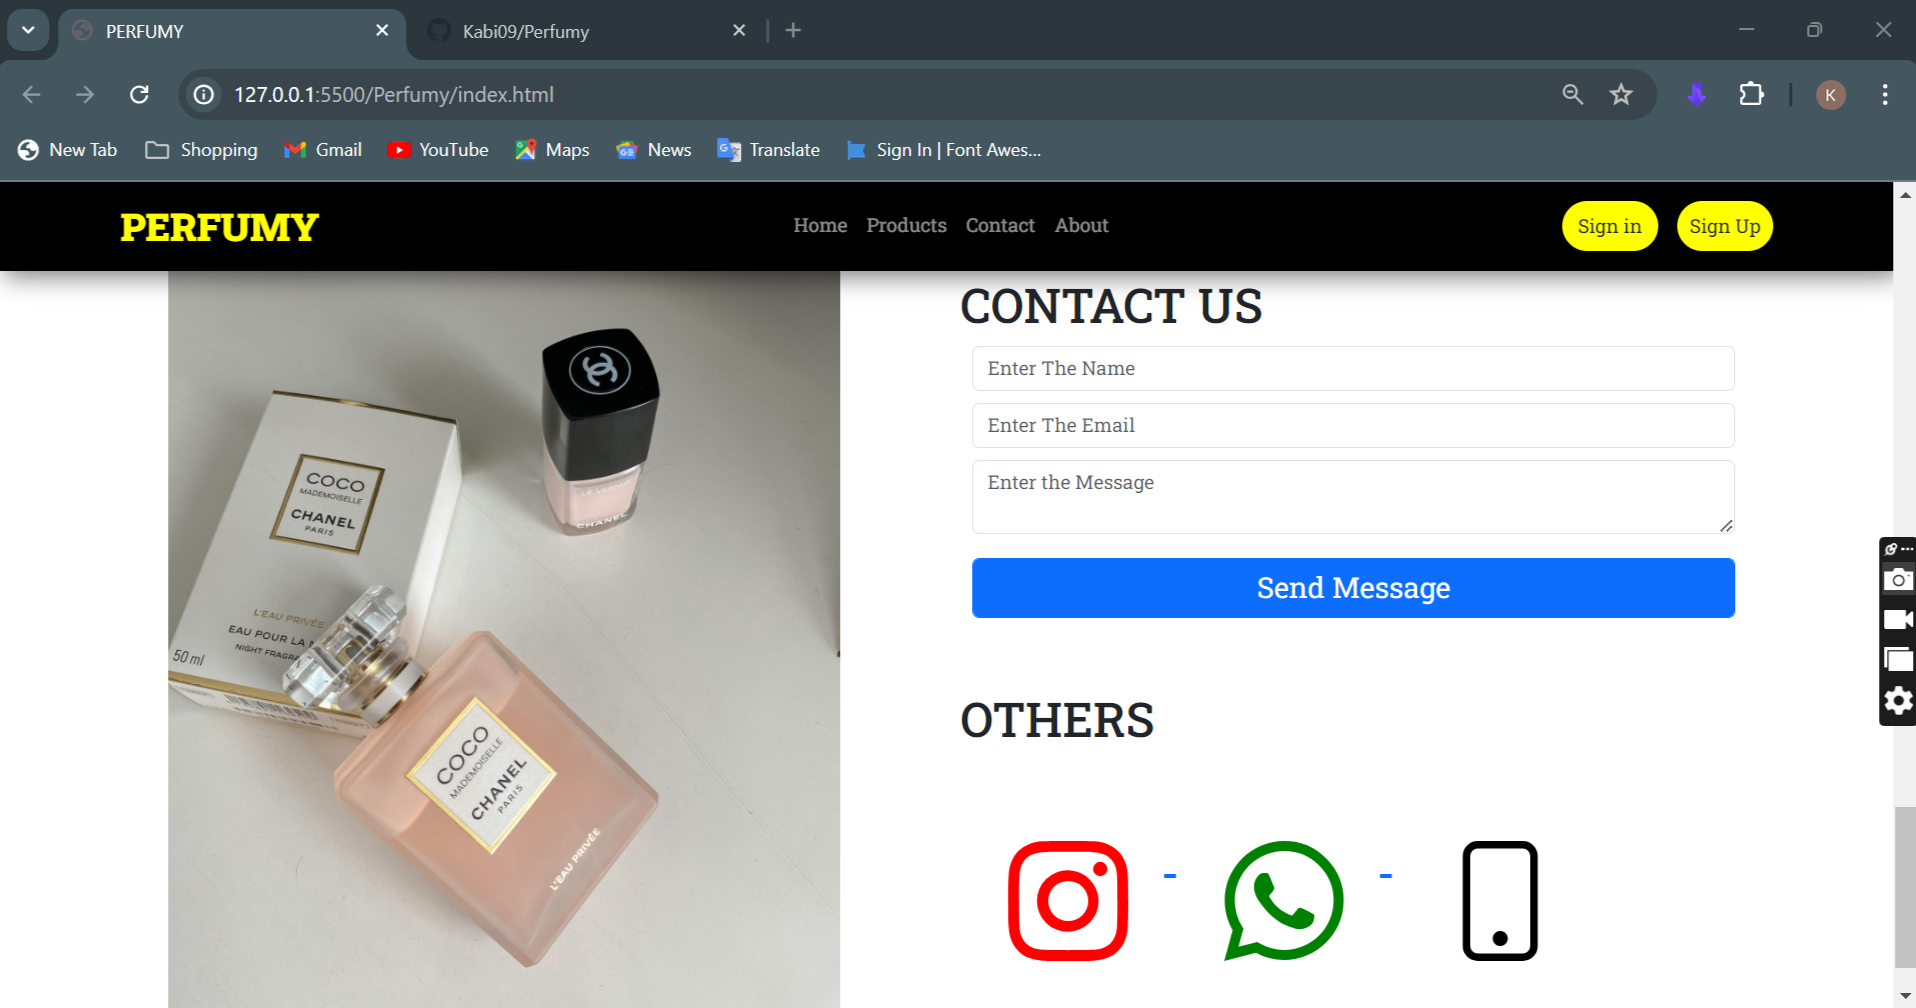 PERFUMY
Kabi09/Perfumy
127.0.0.1:5500/Perfumy/index.html
K
New Tab
Shopping
Gmail
YouTube
Maps
News
Translate
Sign In | Font Awes...
PERFUMY
Home Products Contact About
Sign in
Sign Up
CONTACT US
Enter The Name
Enter The Email
Enter the Message
Send Message
OTHERS
- -
COCO
MADEMOISELLE
CHANEL
PARIS
L'EAU PRIVÉE
EAU POUR LA
50 ml
LE VERNIS
CHANEL
COCO
MADEMOISELLE
CHANEL
PARIS
L'EAU PRIVÉE